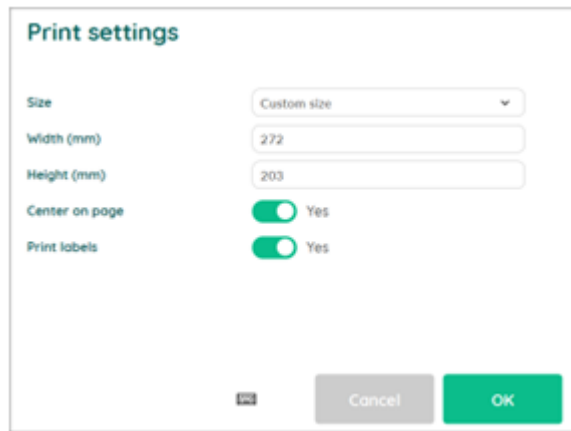 Print settings
Size Custom size
Width (mm) 272
Height (mm) 203
Center on page Yes
Print labels Yes
Cancel OK